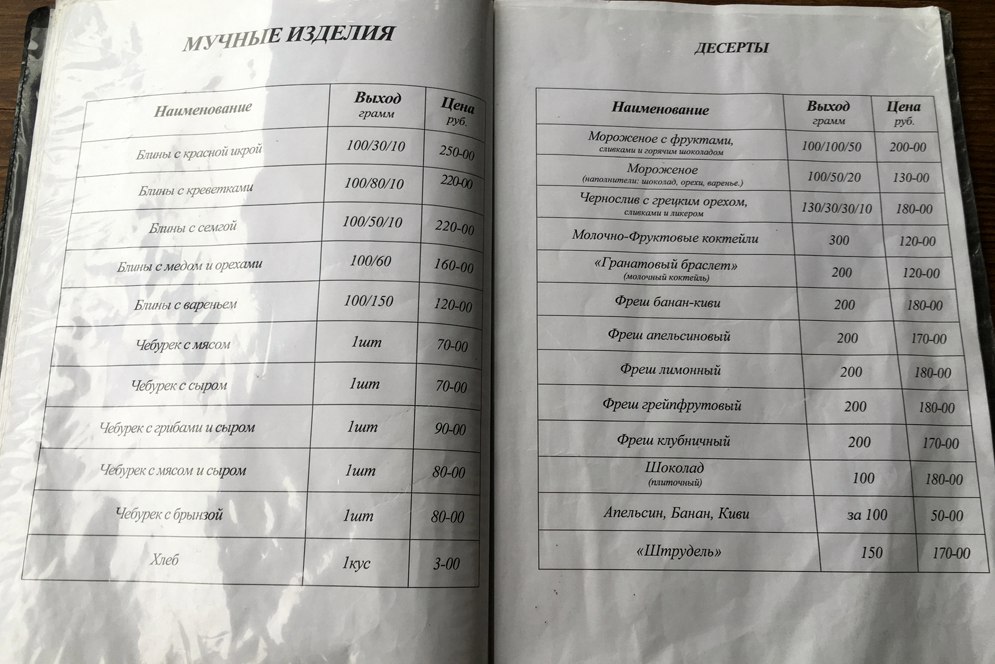 МУЧНЫЕ ИЗДЕЛИЯ
Наименование Выход грамм Цена руб.
Блины с красной икрой 100/30/10 250-00
Блины с креветками 100/80/10 220-00
Блины с семгой 100/50/10 220-00
Блины с медом и орехами 100/60 160-00
Блины с вареньем 100/150 120-00
Чебурек с мясом 1шт 70-00
Чебурек с сыром 1шт 70-00
Чебурек с грибами и сыром 1шт 90-00
Чебурек с мясом и сыром 1шт 80-00
Чебурек с брынзой 1шт 80-00
Хлеб 1кус 3-00
ДЕСЕРТЫ
Наименование Выход грамм Цена руб.
Мороженое с фруктами, 100/100/50 200-00
сливками и горячим шоколадом
Мороженое 100/50/20 130-00
(наполнители: шоколад, орехи, варенье.)
Чернослив с грецким орехом, 130/30/30/10 180-00
сливками и ликером
Молочно-Фруктовые коктейли 300 120-00
«Гранатовый браслет» 200 120-00
(молочный коктейль)
Фреш банан-киви 200 180-00
Фреш апельсиновый 200 170-00
Фреш лимонный 200 180-00
Фреш грейпфрутовый 200 180-00
Фреш клубничный 200 170-00
Шоколад 100 180-00
(плиточный)
Апельсин, Банан, Киви за 100 50-00
«Штрудель» 150 170-00